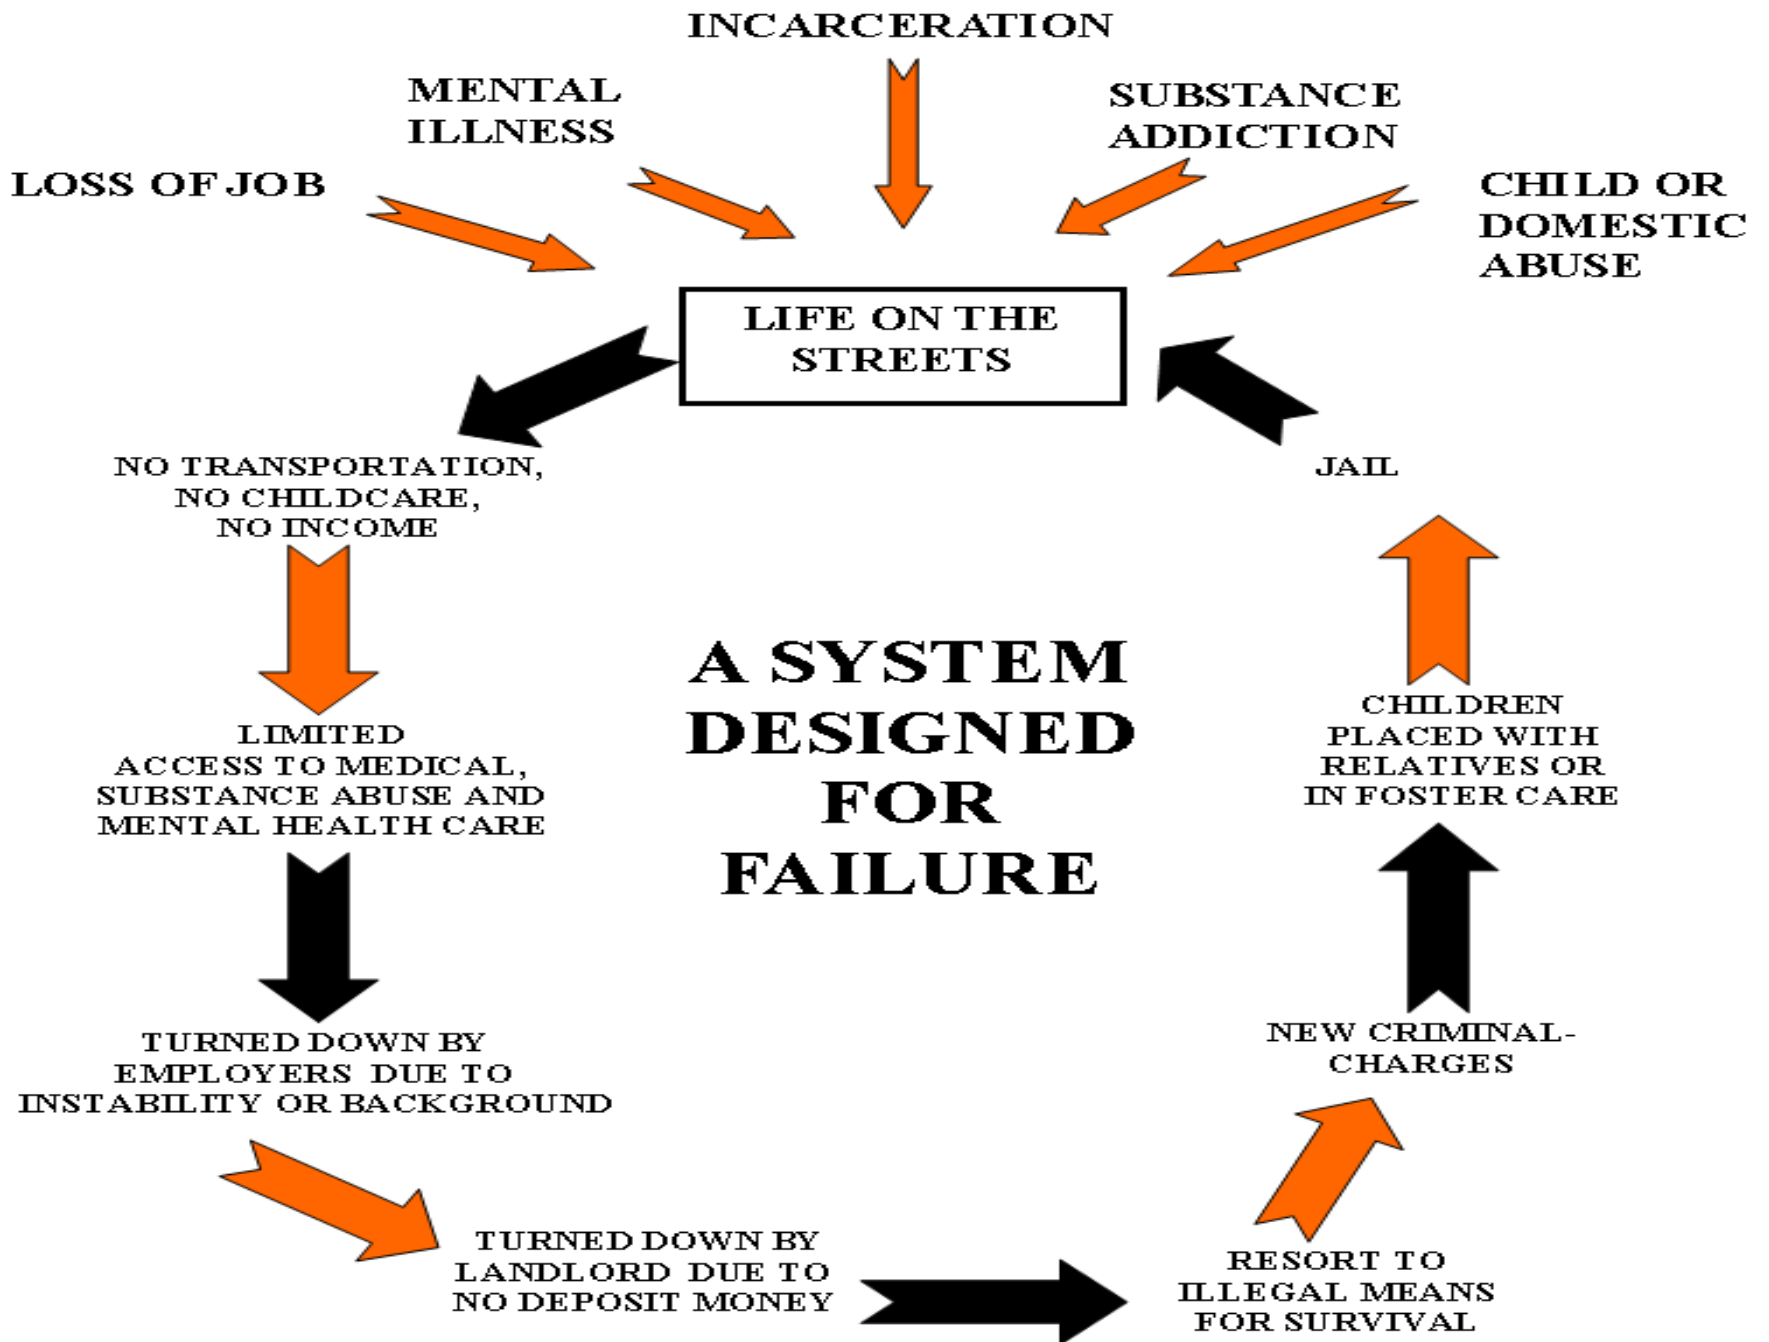 INCARCERATION
MENTAL
ILLNESS
SUBSTANCE
ADDICTION
LOSS OF JOB
CHILD OR
DOMESTIC
ABUSE
LIFE ON THE
STREETS
NO TRANSPORTATION,
NO CHILDCARE,
NO INCOME
LIMITED
ACCESS TO MEDICAL,
SUBSTANCE ABUSE AND
MENTAL HEALTH CARE
TURNED DOWN BY
EMPLOYERS DUE TO
INSTABILITY OR BACKGROUND
TURNED DOWN BY
LANDLORD DUE TO
NO DEPOSIT MONEY
RESORT TO
ILLEGAL MEANS
FOR SURVIVAL
NEW CRIMINAL-
CHARGES
CHILDREN
PLACED WITH
RELATIVES OR
IN FOSTER CARE
JAIL
A SYSTEM
DESIGNED
FOR
FAILURE